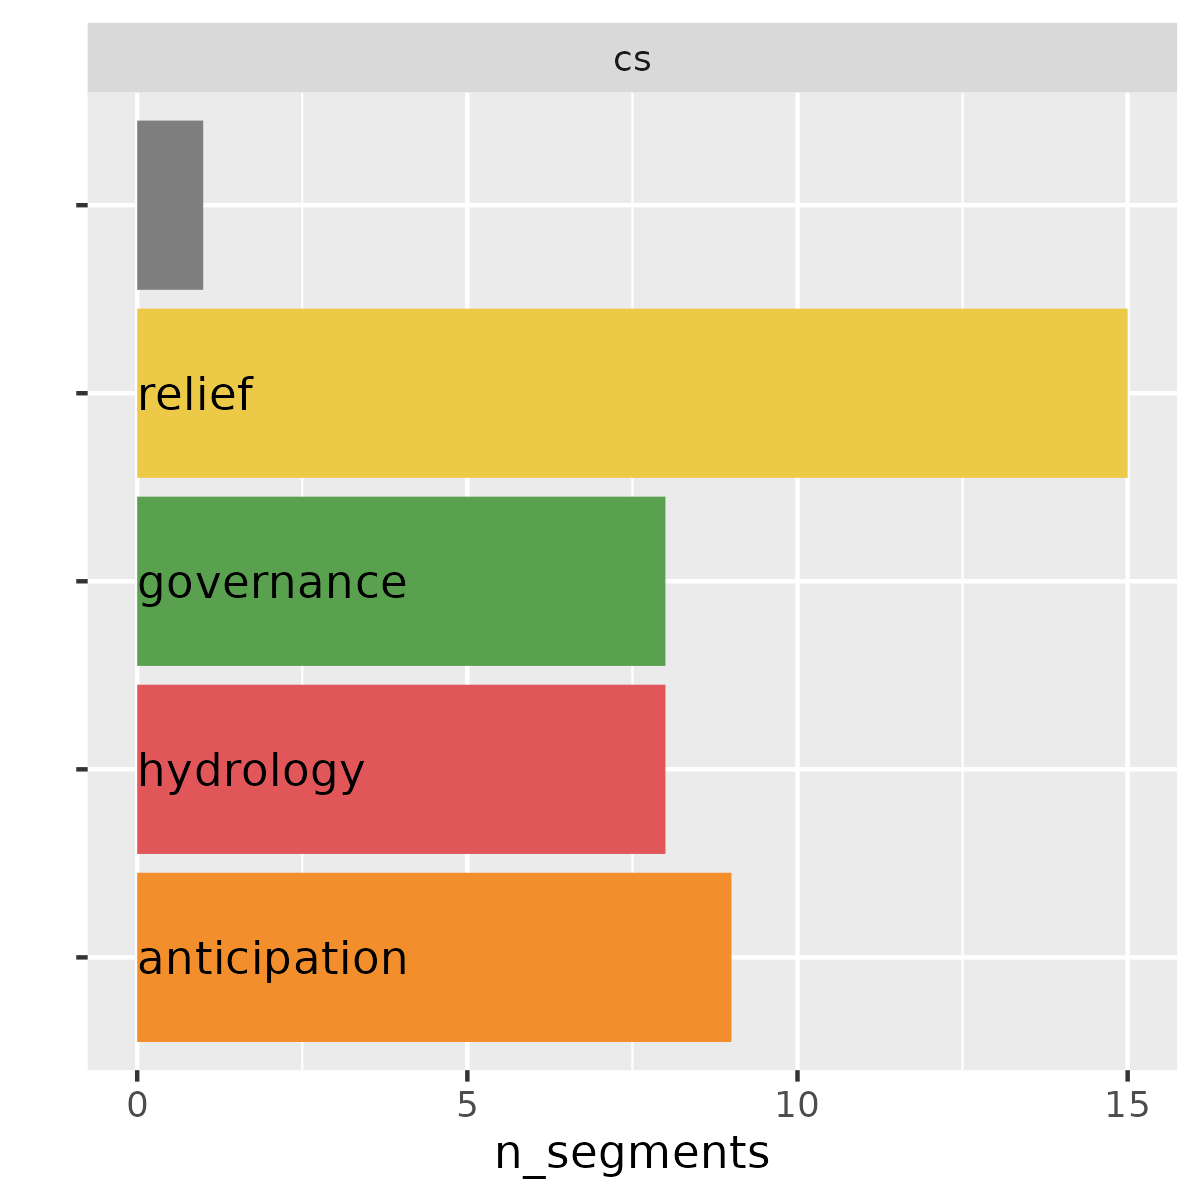 cs
relief
governance
hydrology
anticipation
0 5 10 15
n_segments